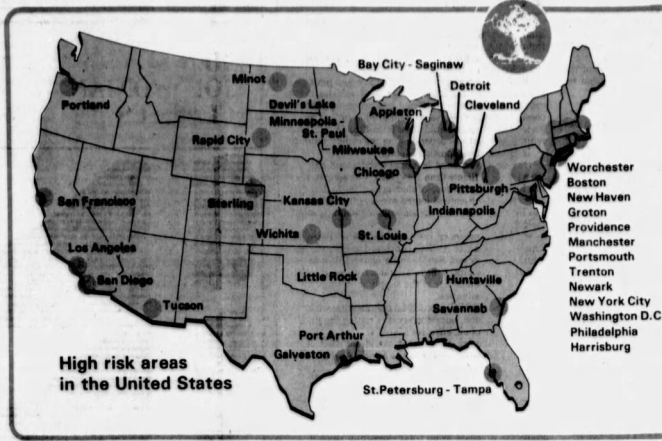 Bay City - Saginaw
Detroit
Cleveland
Minot
Devil's Lake
Portland
Minneapolis -
St. Paul
Appleton
Rapid City
Milwaukee
Chicago
Pittsburgh
Indianapolis
San Francisco
Sterling
Kansas City
Wichita
St. Louis
Los Angeles
San Diego
Tucson
Little Rock
Huntsville
Savannab
Port Arthur
Galveston
St.Petersburg - Tampa
Worchester
Boston
New Haven
Groton
Providence
Manchester
Portsmouth
Trenton
Newark
New York City
Washington D.C
Philadelphia
Harrisburg
High risk areas
in the United States